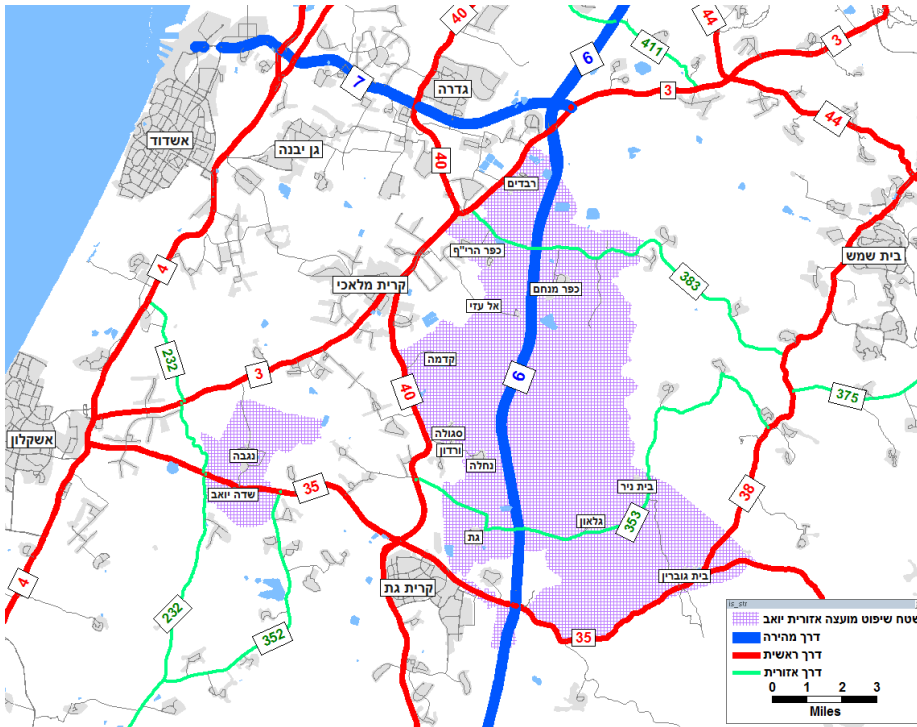 40
44
411
3
6
7
גדרה
3
44
אשדוד
גן יבנה
40
רבדים
כפר הרי"ף
בית שמש
4
383
קרית מלאכי
כפר מנחם
אל עזי
232
קדמה
3
6
40
375
אשקלון
סגולה
ורדון
נגבה
נחלה
35
שדה יואב
בית ניר
38
גלאון
353
גת
4
קרית גת
בית גוברין
232
352
35
is_str
שטח שיפוט מועצה אזורית יואב
דרך מהירה
דרך ראשית
דרך אזורית
0 1 2 3
Miles